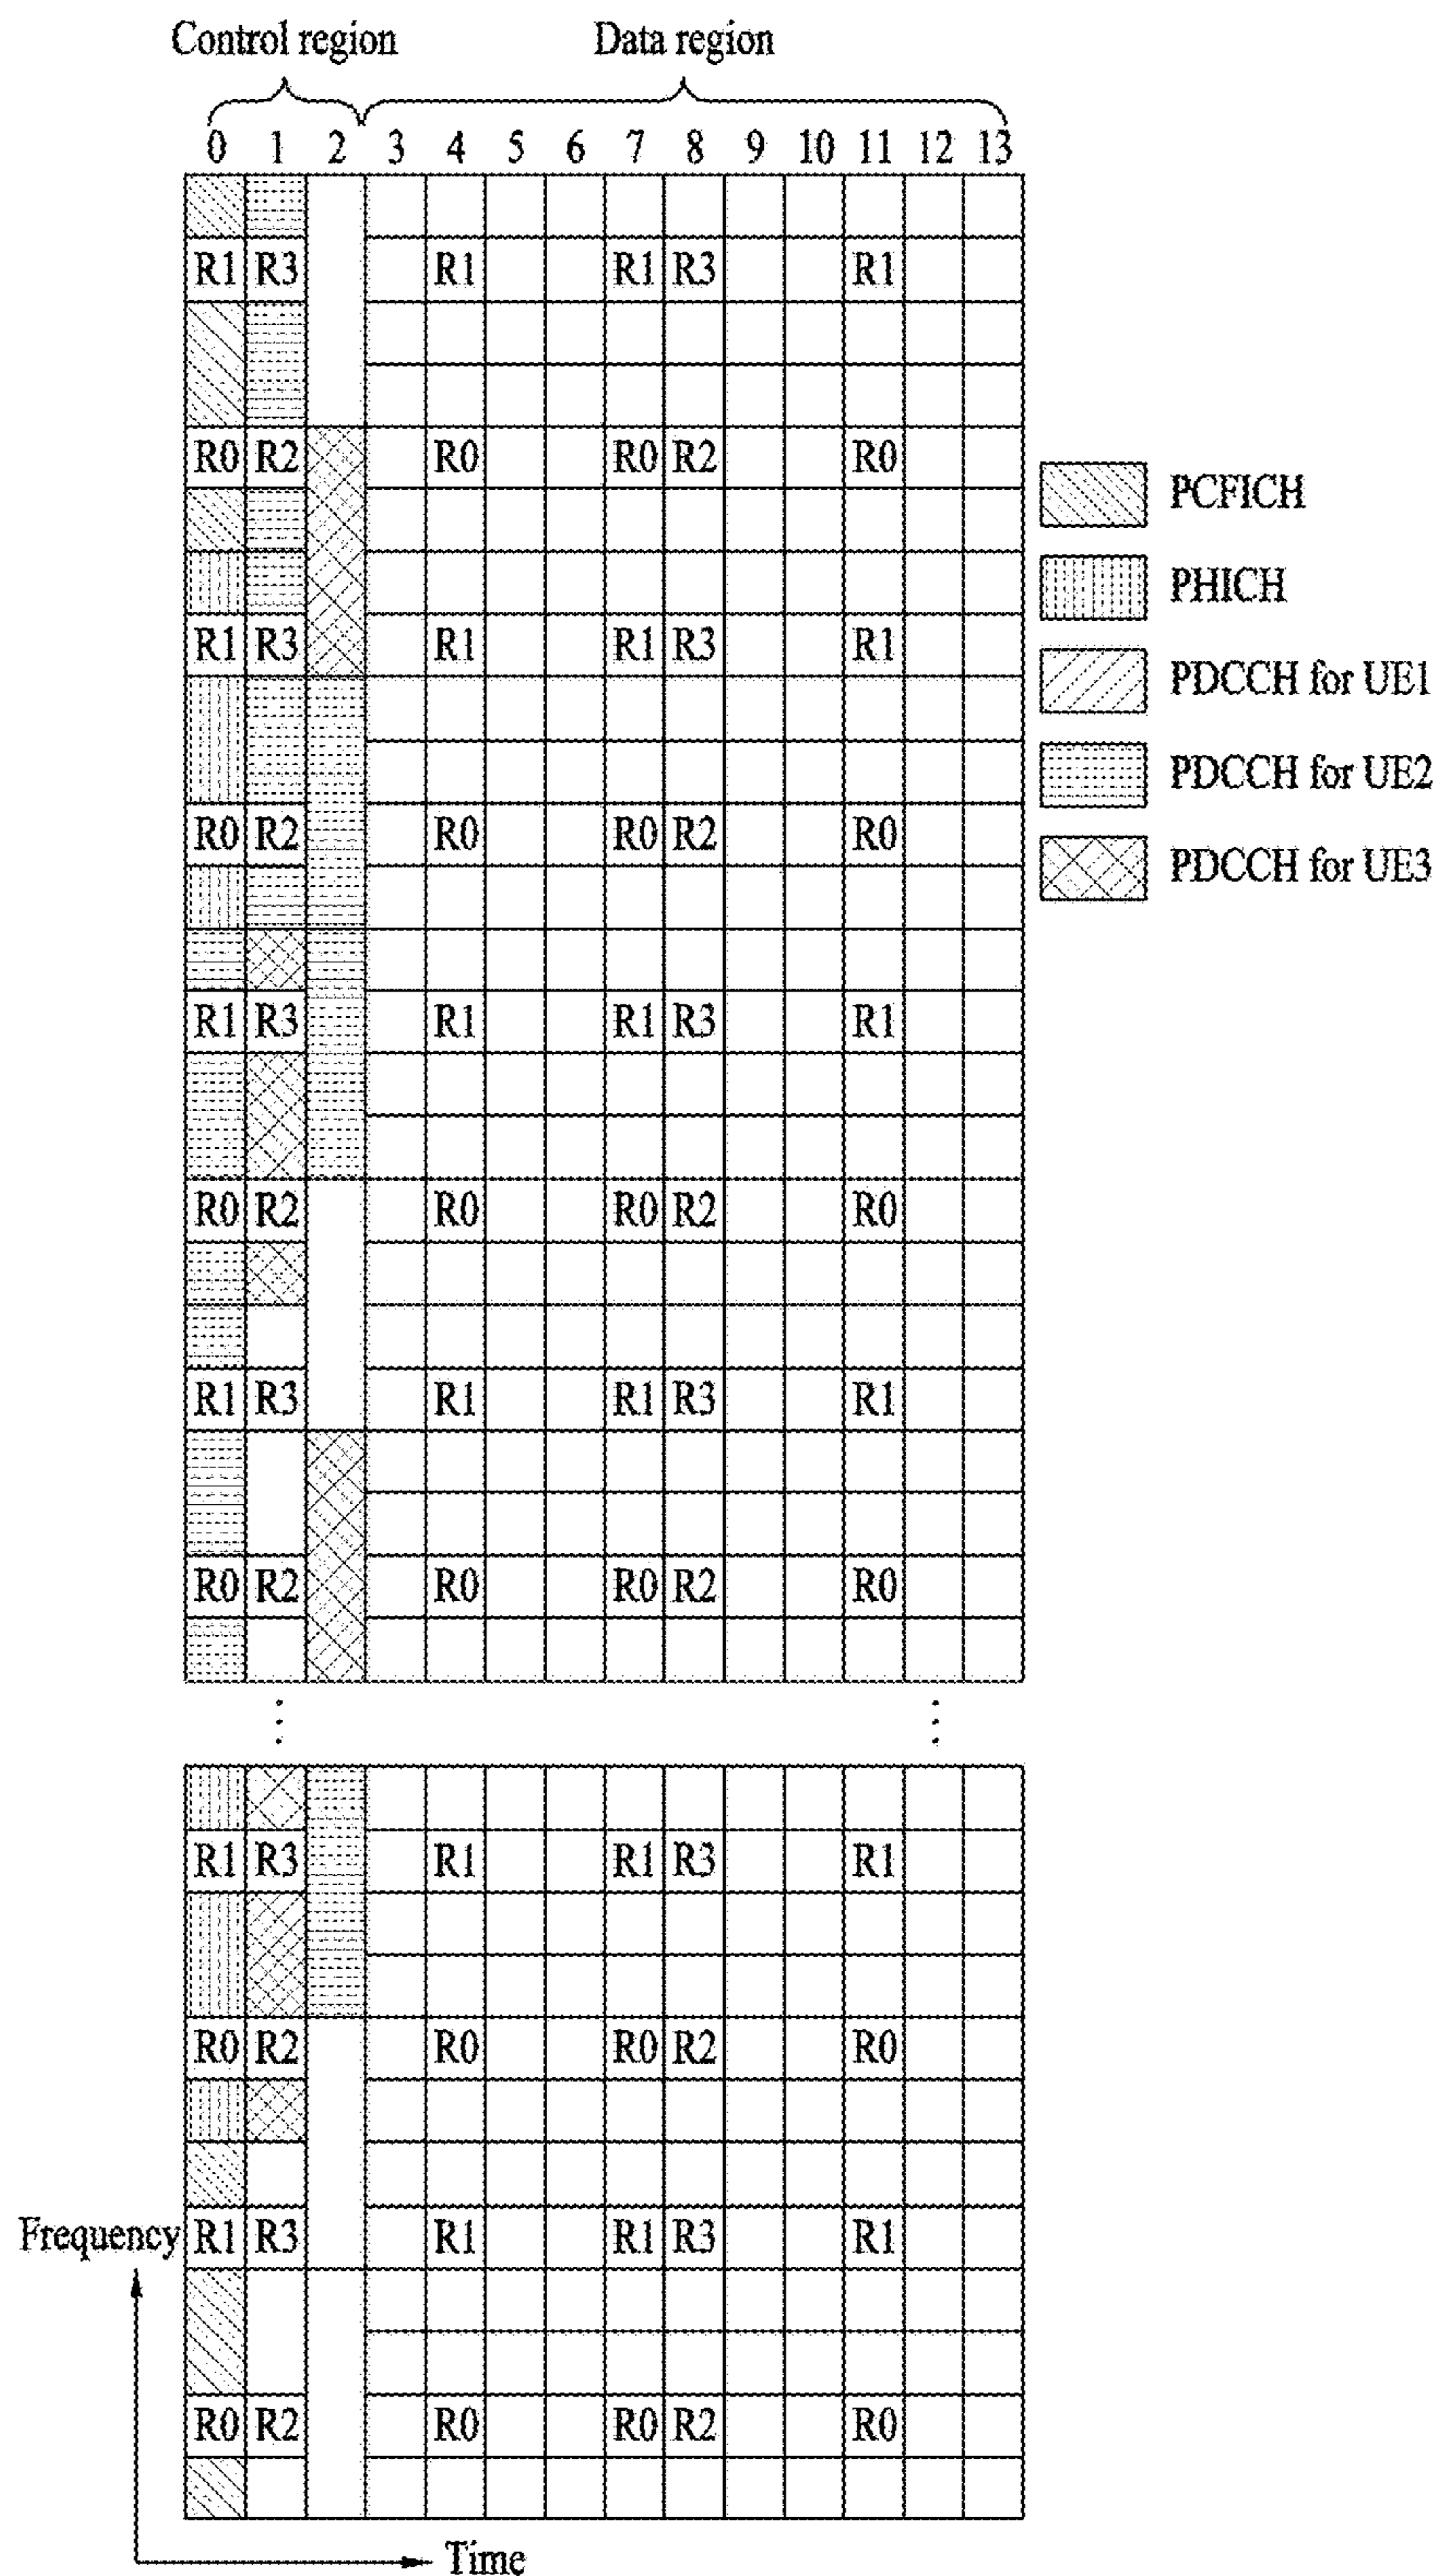 Control region Data region
0 1 2 3 4 5 6 7 8 9 10 11 12 13
R1 R3 R1 R1 R3 R1
R0 R2 R0 R0 R2 R0
PCFICH
PHICH
R1 R3 R1 R1 R3 R1
PDCCH for UE1
PDCCH for UE2
R0 R2 R0 R0 R2 R0
PDCCH for UE3
R1 R3 R1 R1 R3 R1
R0 R2 R0 R0 R2 R0
R1 R3 R1 R1 R3 R1
R0 R2 R0 R0 R2 R0
R1 R3 R1 R1 R3 R1
R0 R2 R0 R0 R2 R0
Frequency R1 R3 R1 R1 R3 R1
R0 R2 R0 R0 R2 R0
Time